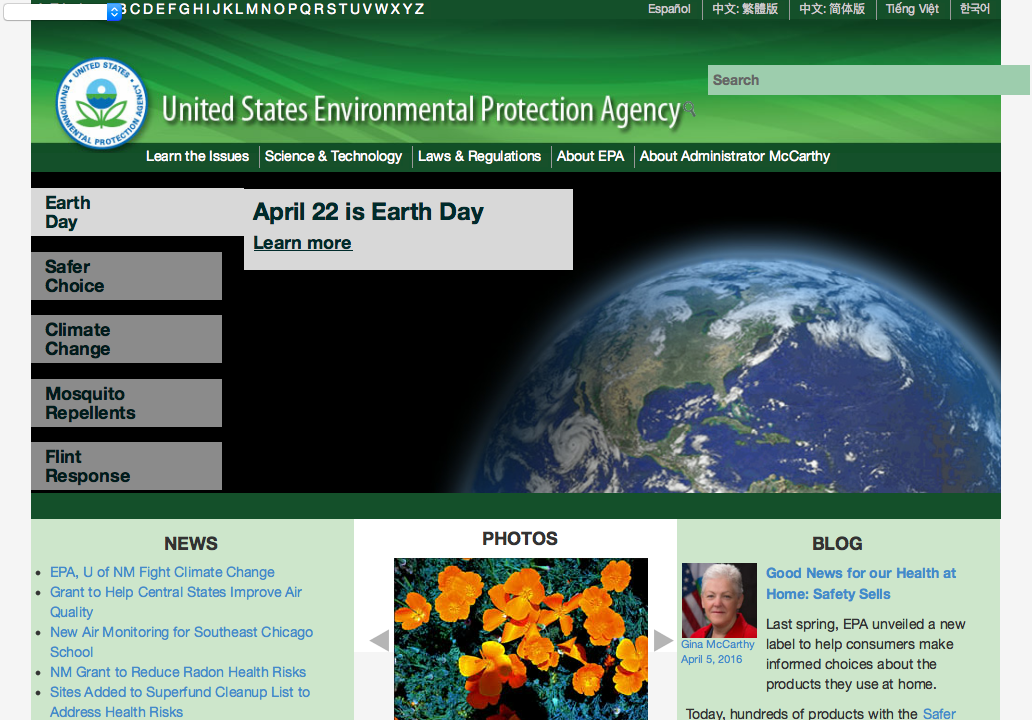 BCDEFGHIJKLMNOPQRSTUVWXYZ
Español
中文: 繁體版
中文: 简体版
Tiếng Việt
한국어
UNITED STATES
ENVIRONMENTAL PROTECTION AGENCY
United States Environmental Protection Agency
Search
Learn the Issues
Science & Technology
Laws & Regulations
About EPA
About Administrator McCarthy
Earth
Day
April 22 is Earth Day
Learn more
Safer
Choice
Climate
Change
Mosquito
Repellents
Flint
Response
NEWS
EPA, U of NM Fight Climate Change
Grant to Help Central States Improve Air
Quality
New Air Monitoring for Southeast Chicago
School
NM Grant to Reduce Radon Health Risks
Sites Added to Superfund Cleanup List to
Address Health Risks
PHOTOS
BLOG
Gina McCarthy
April 5, 2016
Good News for our Health at
Home: Safety Sells
Last spring, EPA unveiled a new
label to help consumers make
informed choices about the
products they use at home.
Today, hundreds of products with the Safer